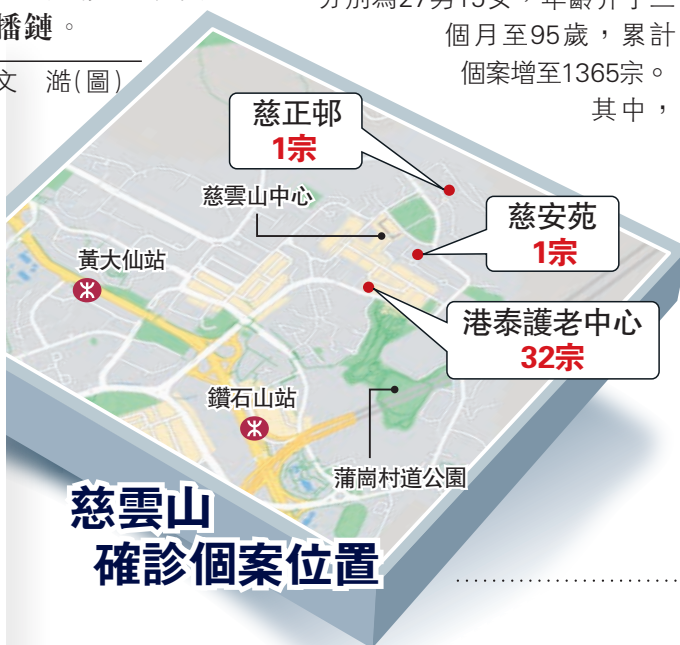 播鏈。
文 澔(圖)
分別為27男15女，年齡介乎二
個月至95歲，累計
個案增至1365宗。
其中，
慈正邨
1宗
慈雲山中心
慈安苑
1宗
黃大仙站
港泰護老中心
32宗
鑽石山站
蒲崗村道公園
慈雲山
確診個案位置